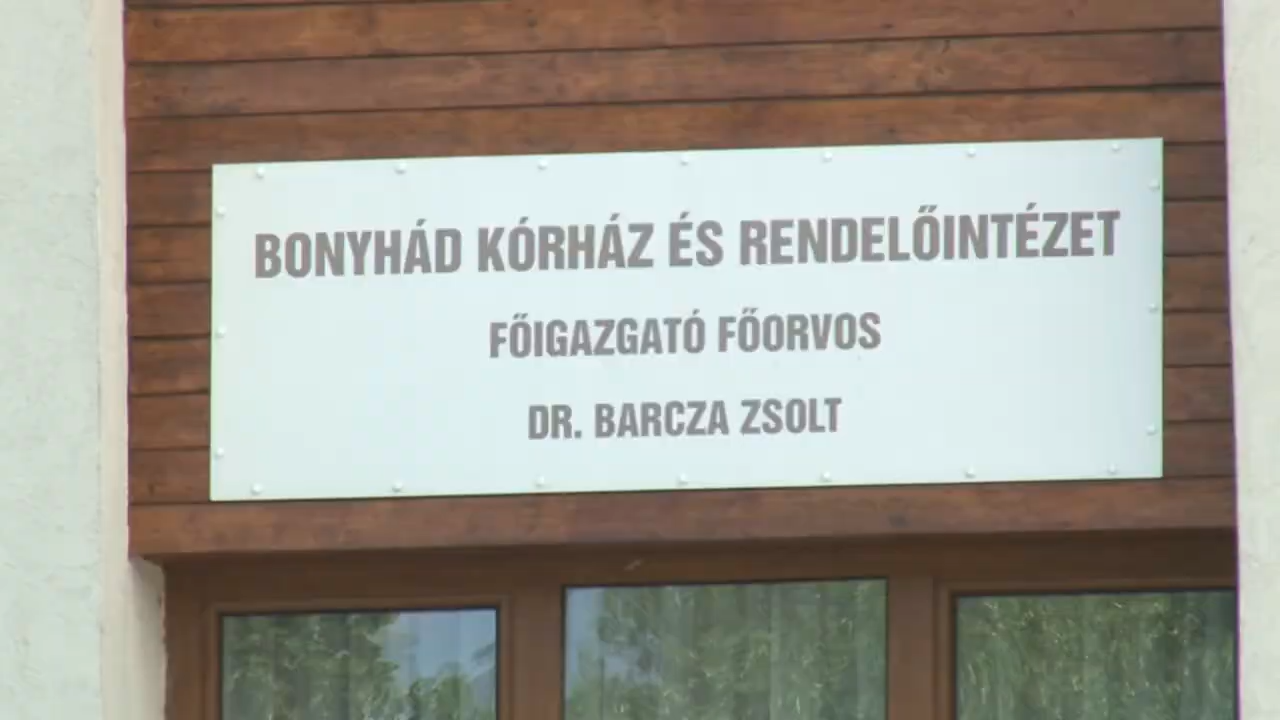 BONYHÁD KÓRHÁZ ÉS RENDELŐINTÉZET
FŐIGAZGATÓ FŐORVOS
DR. BARCZA ZSOLT